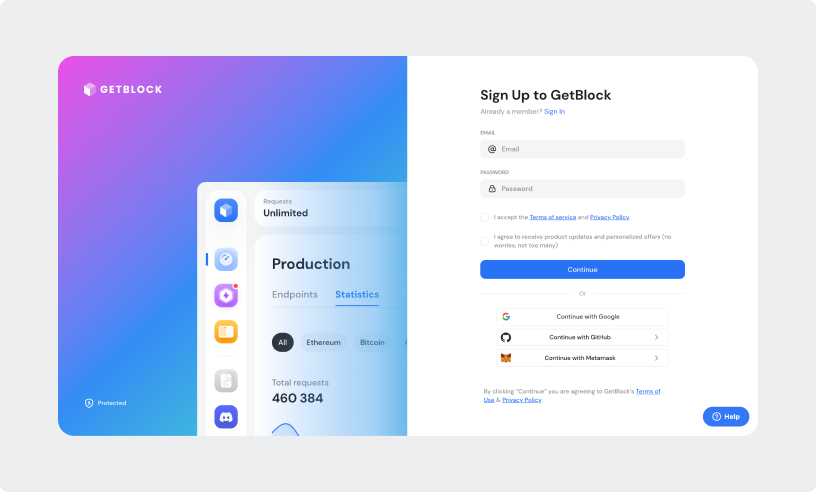 GETBLOCK
Requests
Unlimited
Production
Endpoints Statistics
All Ethereum Bitcoin A
Total requests
460 384
Protected
Sign Up to GetBlock
Already a member? Sign In
EMAIL
Email
PASSWORD
Password
I accept the Terms of service and Privacy Policy
I agree to receive product updates and personalized offers (no
worries, not too many)
Continue
Or
Continue with Google
Continue with GitHub
Continue with Metamask
By clicking "Continue" you are agreeing to GetBlock's Terms of
Use & Privacy Policy
Help